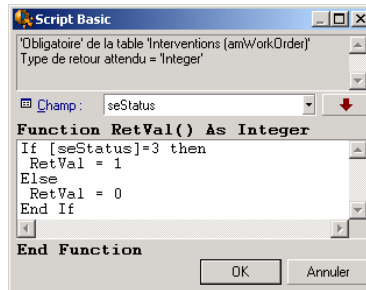 Script Basic
'Obligatoire' de la table 'Interventions (amWorkOrder)'
Type de retour attendu = 'Integer'
Champ : seStatus
Function RetVal() As Integer
If [seStatus]=3 then
RetVal = 1
Else
RetVal = 0
End If
End Function
OK Annuler